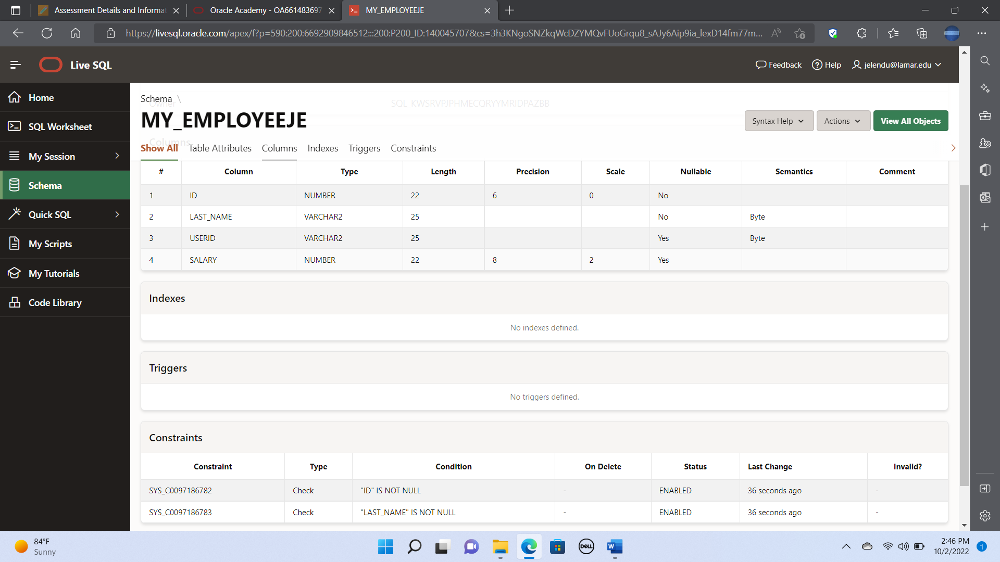 Assessment Details and Informat
Oracle Academy - OA661483697
MY_EMPLOYEEJE
https://livesql.oracle.com/apex/f?p=590:200:6692909846512:::200:P200_ID:140045707&cs=3h3KNgoSNZkqWcDZYMQvFUoGrqu8_sAJy6Aip9ia_lexD14fm77m...
Live SQL
Feedback
Help
jelendu@lamar.edu
Home
SQL Worksheet
My Session
Schema
Quick SQL
My Scripts
My Tutorials
Code Library
Schema \
Owner
SQL_KWSRVPJPHMECQRYYMRIDPAZBB
MY_EMPLOYEEJE
Syntax Help
Actions
View All Objects
Columns
Show All Table Attributes Columns Indexes Triggers Constraints
# Column Type Length Precision Scale Nullable Semantics Comment
1 ID NUMBER 22 6 0 No
2 LAST_NAME VARCHAR2 25 No Byte
3 USERID VARCHAR2 25 Yes Byte
4 SALARY NUMBER 22 8 2 Yes
Indexes
No indexes defined.
Triggers
No triggers defined.
Constraints
Constraint Type Condition On Delete Status Last Change Invalid?
SYS_C0097186782 Check "ID" IS NOT NULL - ENABLED 36 seconds ago -
SYS_C0097186783 Check "LAST_NAME" IS NOT NULL - ENABLED 36 seconds ago -
84°F
Sunny
DELL
W
2:46 PM
10/2/2022
1